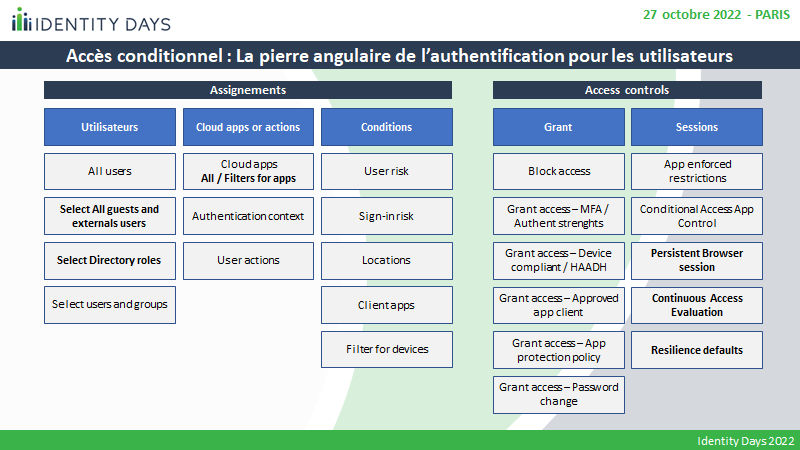 IDENTITY DAYS
27 octobre 2022 - PARIS
Accès conditionnel : La pierre angulaire de l'authentification pour les utilisateurs
Assignements
Access controls
Utilisateurs
Cloud apps or actions
Conditions
Grant
Sessions
All users
Cloud apps
All / Filters for apps
User risk
Block access
App enforced
restrictions
Select All guests and
externals users
Authentication context
Sign-in risk
Grant access – MFA /
Authent strenghts
Conditional Access App
Control
Select Directory roles
User actions
Locations
Grant access – Device
compliant / HAADH
Persistent Browser
session
Select users and groups
Client apps
Grant access – Approved
app client
Continuous Access
Evaluation
Filter for devices
Grant access – App
protection policy
Resilience defaults
Grant access – Password
change
Identity Days 2022